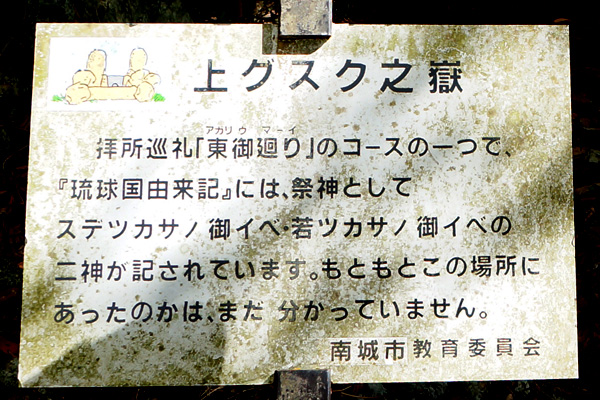 上グスク之嶽
アガリウマーイ
拝所巡礼「東御廻り」のコースの一つで、
『琉球国由来記』には、祭神として
スデツカサノ御イベ・若ツカサノ御イベの
二神が記されています。もともとこの場所に
あったのかは、まだ 分かっていません。
南城市教育委員会